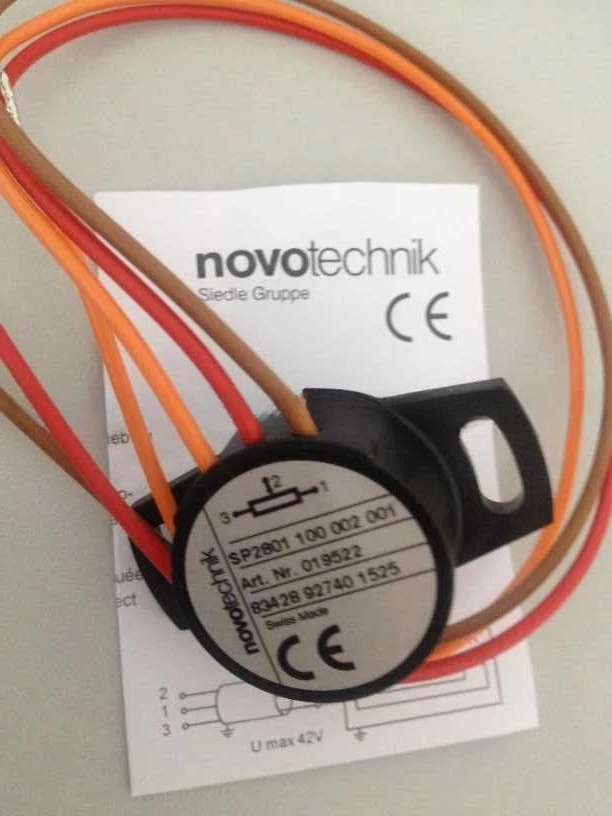 novotechnik
Siedle Gruppe
CE
2
3 1
SP2801 100 002 001
Art. Nr. 019522
83428 92740 1525
Swiss Made
novotechnik
CE
ect
2
1
3
U max 42V